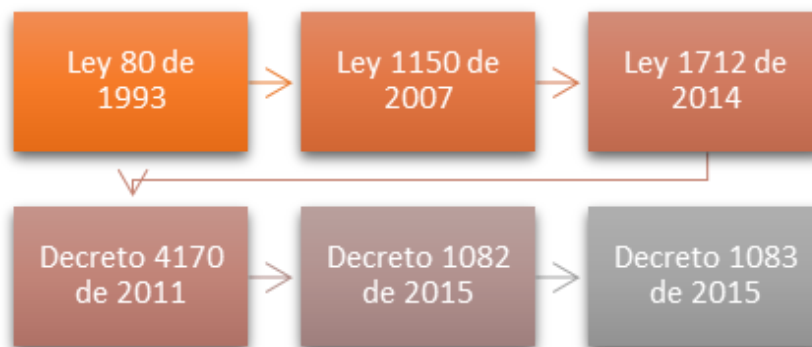 Ley 80 de
1993
Ley 1150 de
2007
Ley 1712 de
2014
Decreto 4170
de 2011
Decreto 1082
de 2015
Decreto 1083
de 2015